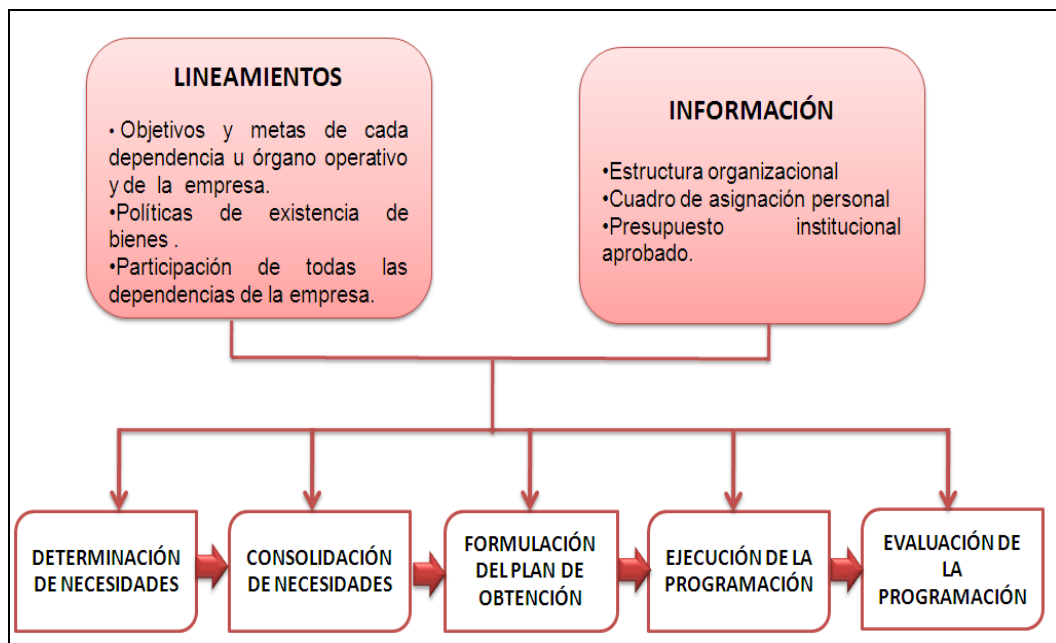 LINEAMIENTOS
• Objetivos y metas de cada
dependencia u órgano operativo
y de la empresa.
•Políticas de existencia de
bienes .
•Participación de todas las
dependencias de la empresa.
INFORMACIÓN
•Estructura organizacional
•Cuadro de asignación personal
•Presupuesto institucional
aprobado.
DETERMINACIÓN
DE NECESIDADES
CONSOLIDACIÓN
DE NECESIDADES
FORMULACIÓN
DEL PLAN DE
OBTENCIÓN
EJECUCIÓN DE LA
PROGRAMACIÓN
EVALUACIÓN DE
LA
PROGRAMACIÓN